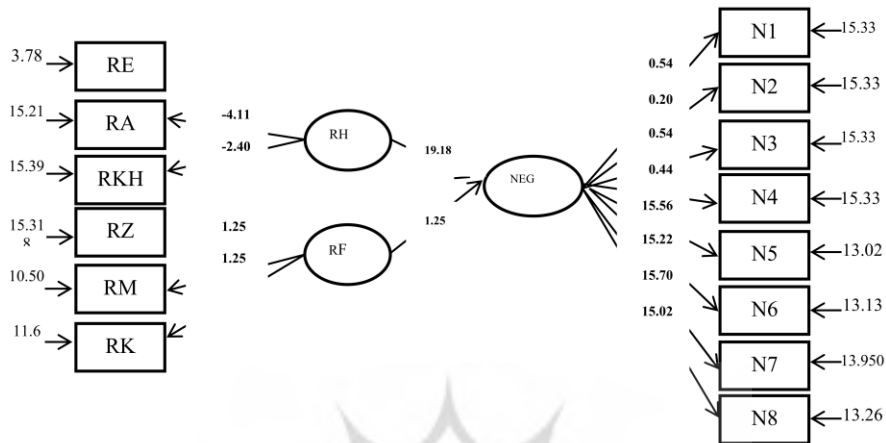 3.78
RE
15.21
RA
15.39
RKH
15.31
8
RZ
10.50
RM
11.6
RK
-4.11
-2.40
RH
1.25
1.25
RF
19.18
1.25
NEG
0.54
0.20
0.54
0.44
15.56
15.22
15.70
15.02
N1
15.33
N2
15.33
N3
15.33
N4
15.33
N5
13.02
N6
13.13
N7
13.950
N8
13.26